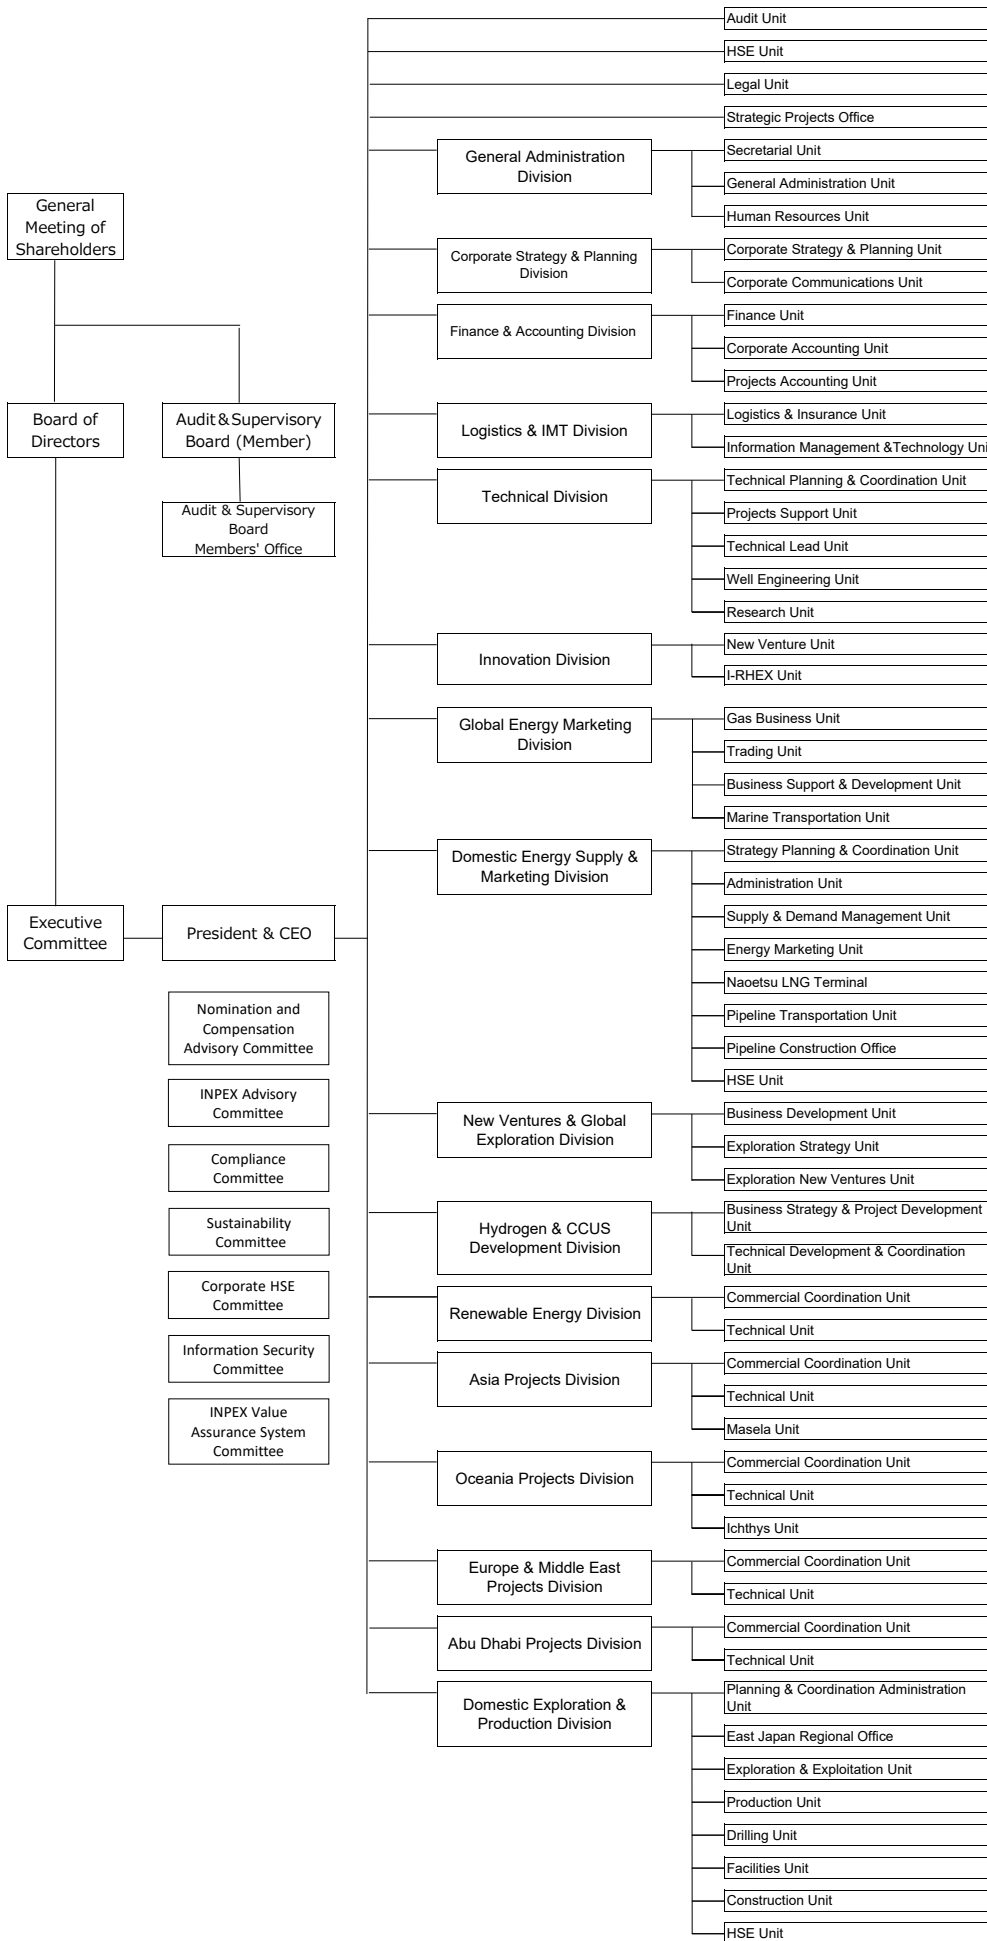 Audit Unit
HSE Unit
Legal Unit
Strategic Projects Office
General Administration
Division
Secretarial Unit
General Administration Unit
Human Resources Unit
General
Meeting of
Shareholders
Corporate Strategy & Planning
Division
Corporate Strategy & Planning Unit
Corporate Communications Unit
Finance & Accounting Division
Finance Unit
Corporate Accounting Unit
Projects Accounting Unit
Board of
Directors
Audit & Supervisory
Board (Member)
Audit & Supervisory
Board
Members' Office
Logistics & IMT Division
Logistics & Insurance Unit
Information Management &Technology Uni
Technical Division
Technical Planning & Coordination Unit
Projects Support Unit
Technical Lead Unit
Well Engineering Unit
Research Unit
Innovation Division
New Venture Unit
I-RHEX Unit
Global Energy Marketing
Division
Gas Business Unit
Trading Unit
Business Support & Development Unit
Marine Transportation Unit
Domestic Energy Supply &
Marketing Division
Strategy Planning & Coordination Unit
Administration Unit
Supply & Demand Management Unit
Energy Marketing Unit
Naoetsu LNG Terminal
Pipeline Transportation Unit
Pipeline Construction Office
HSE Unit
Executive
Committee
President & CEO
Nomination and
Compensation
Advisory Committee
INPEX Advisory
Committee
Compliance
Committee
Sustainability
Committee
Corporate HSE
Committee
Information Security
Committee
INPEX Value
Assurance System
Committee
New Ventures & Global
Exploration Division
Business Development Unit
Exploration Strategy Unit
Exploration New Ventures Unit
Hydrogen & CCUS
Development Division
Business Strategy & Project Development
Unit
Technical Development & Coordination
Unit
Renewable Energy Division
Commercial Coordination Unit
Technical Unit
Asia Projects Division
Commercial Coordination Unit
Technical Unit
Masela Unit
Oceania Projects Division
Commercial Coordination Unit
Technical Unit
Ichthys Unit
Europe & Middle East
Projects Division
Commercial Coordination Unit
Technical Unit
Abu Dhabi Projects Division
Commercial Coordination Unit
Technical Unit
Domestic Exploration &
Production Division
Planning & Coordination Administration
Unit
East Japan Regional Office
Exploration & Exploitation Unit
Production Unit
Drilling Unit
Facilities Unit
Construction Unit
HSE Unit